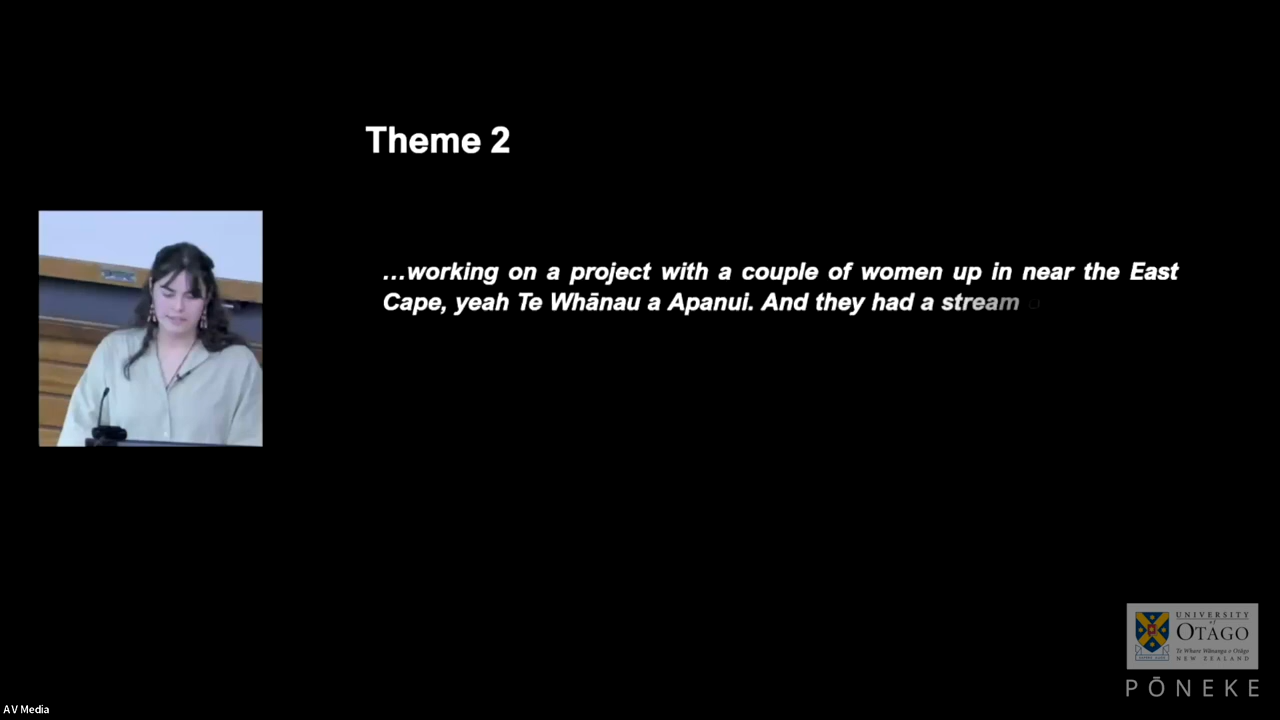 Theme 2
…working on a project with a couple of women up in near the East
Cape, yeah Te Whānau a Apanui. And they had a stream
UNIVERSITY
of
OTAGO
Te Whare Wānanga o Otāgo
NEW ZEALAND
PŌNEKE
AV Media